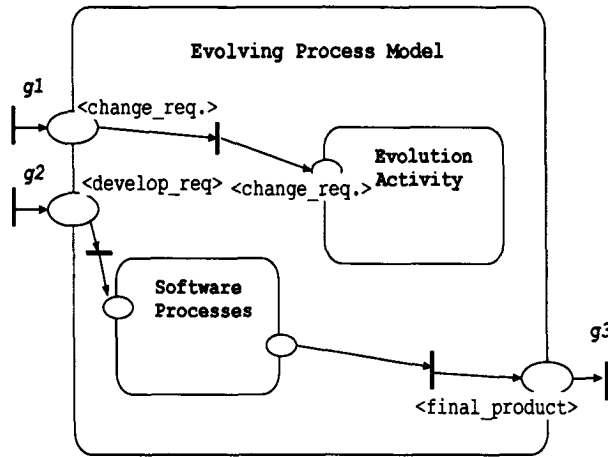 Evolving Process Model
g1
<change_req.>
Evolution
Activity
g2
<develop_req>
<change_req.>
Software
Processes
g3
<final_product>